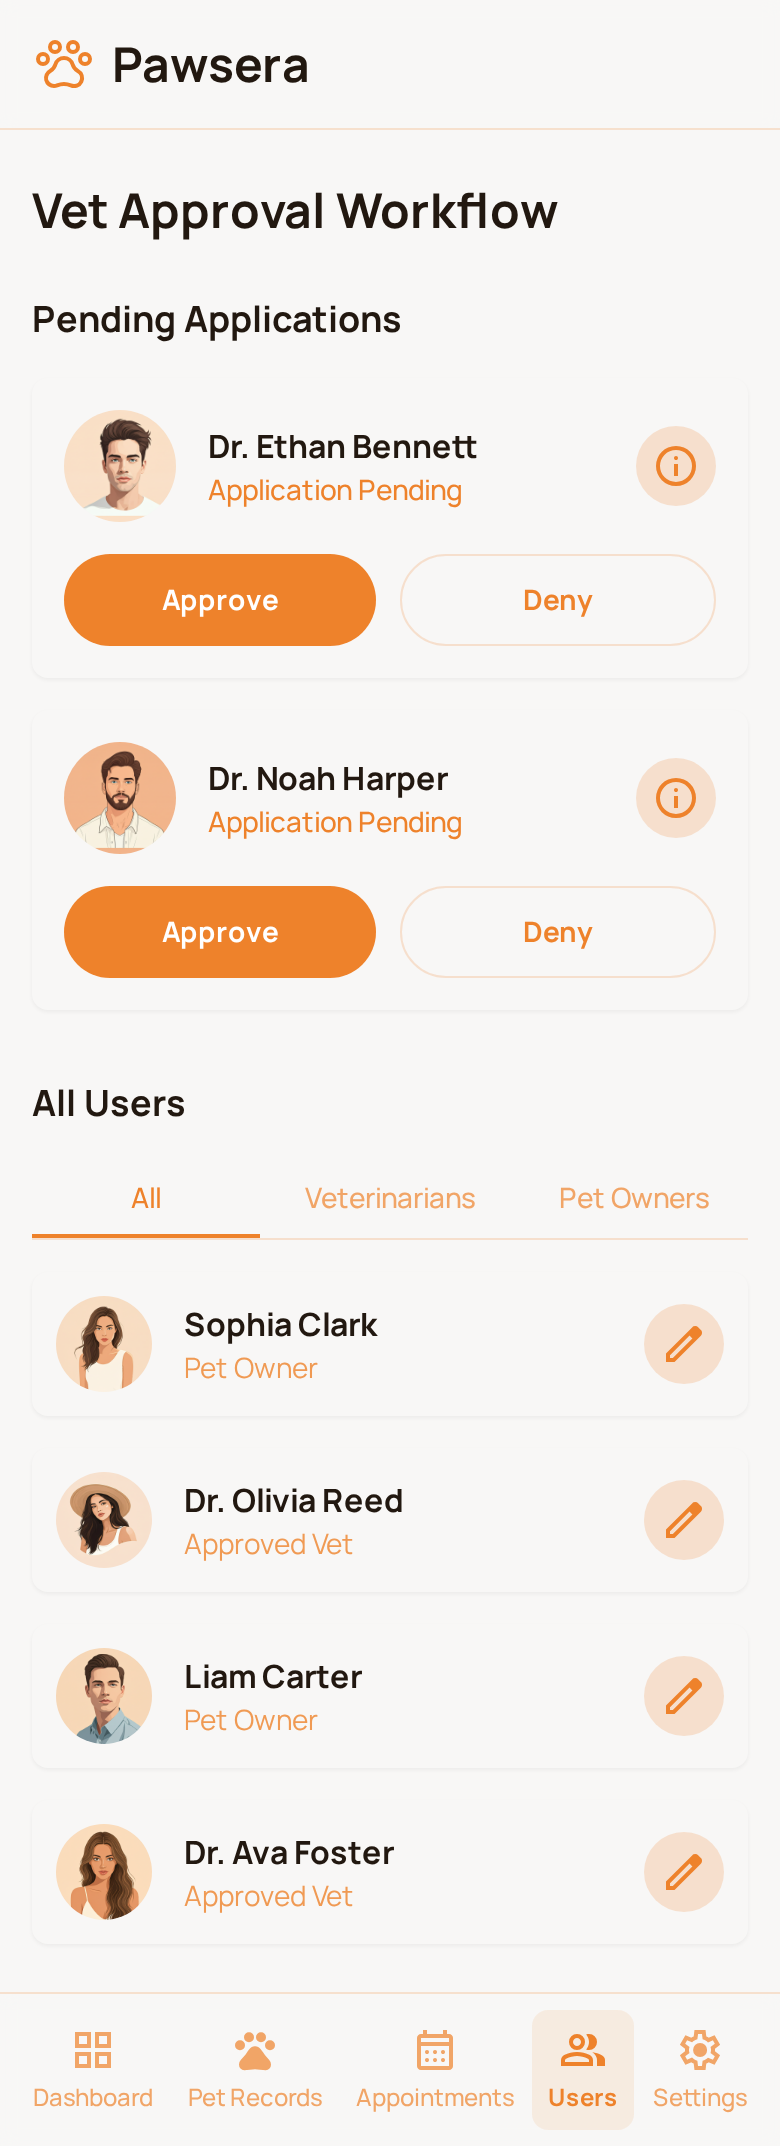 Pawsera
Vet Approval Workflow
Pending Applications
Dr. Ethan Bennett
Application Pending
Approve
Deny
Dr. Noah Harper
Application Pending
Approve
Deny
All Users
All
Veterinarians
Pet Owners
Sophia Clark
Pet Owner
Dr. Olivia Reed
Approved Vet
Liam Carter
Pet Owner
Dr. Ava Foster
Approved Vet
Dashboard
Pet Records
Appointments
Users
Settings